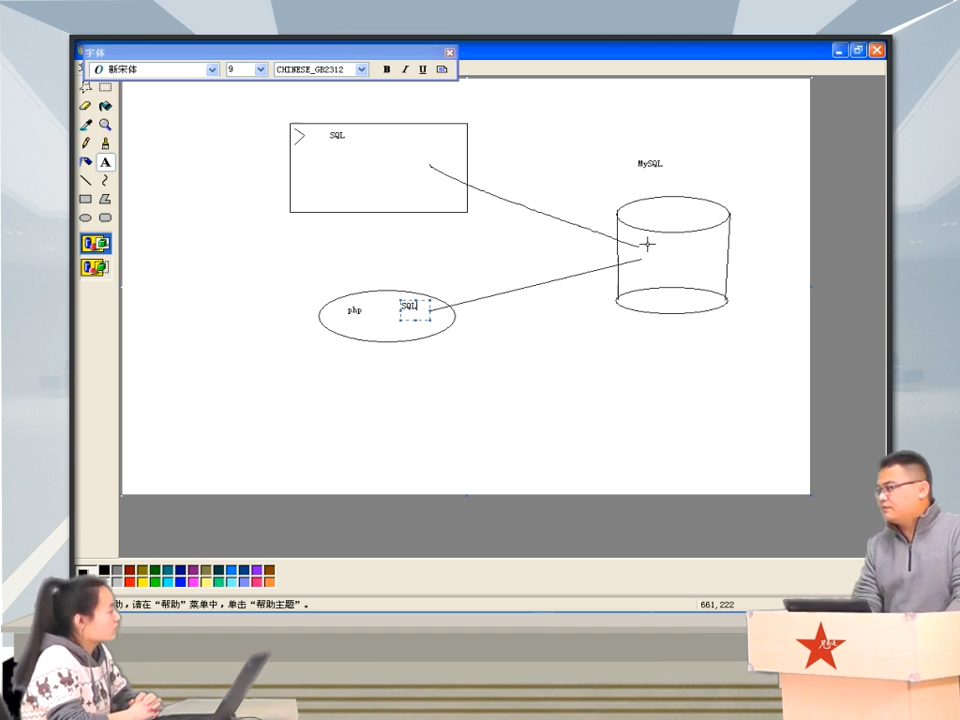 字体
O 新宋体 9 CHINESE_GB2312 B I U
A
SQL
MySQL
php SQL
助,请在“帮助”菜单中,单击“帮助主题”。 661,222